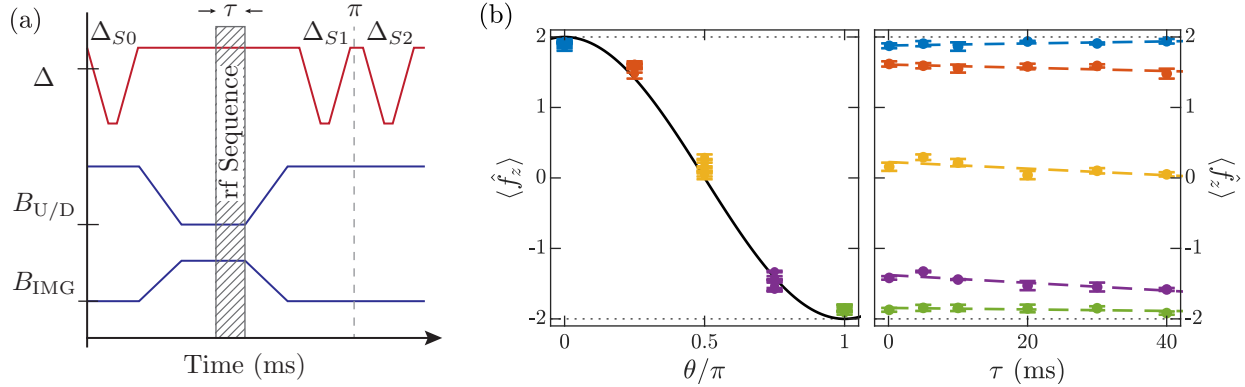 (a)
→ τ ← π
Δ_{S0} Δ_{S1} Δ_{S2}
Δ
rf Sequence
B_{U/D}
B_{IMG}
Time (ms)
(b)
2
1
0
-1
-2
⟨f̂_z⟩
0 0.5 1
θ/π
2
1
0
-1
-2
⟨f̂_z⟩
0 20 40
τ (ms)